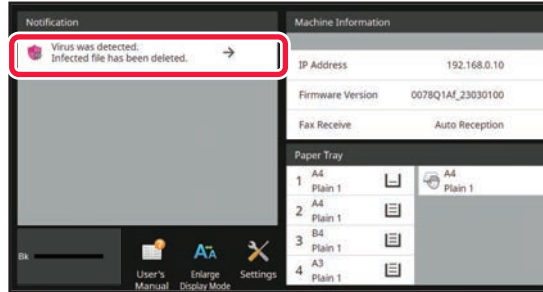 Notification
Virus was detected.
Infected file has been deleted.
Machine Information
IP Address 192.168.0.10
Firmware Version 0078Q1Af_23030100
Fax Receive Auto Reception
Paper Tray
1 A4
Plain 1
A4
Plain 1
2 A4
Plain 1
3 B4
Plain 1
4 A3
Plain 1
Bk
User's
Manual
Enlarge
Display Mode
Settings